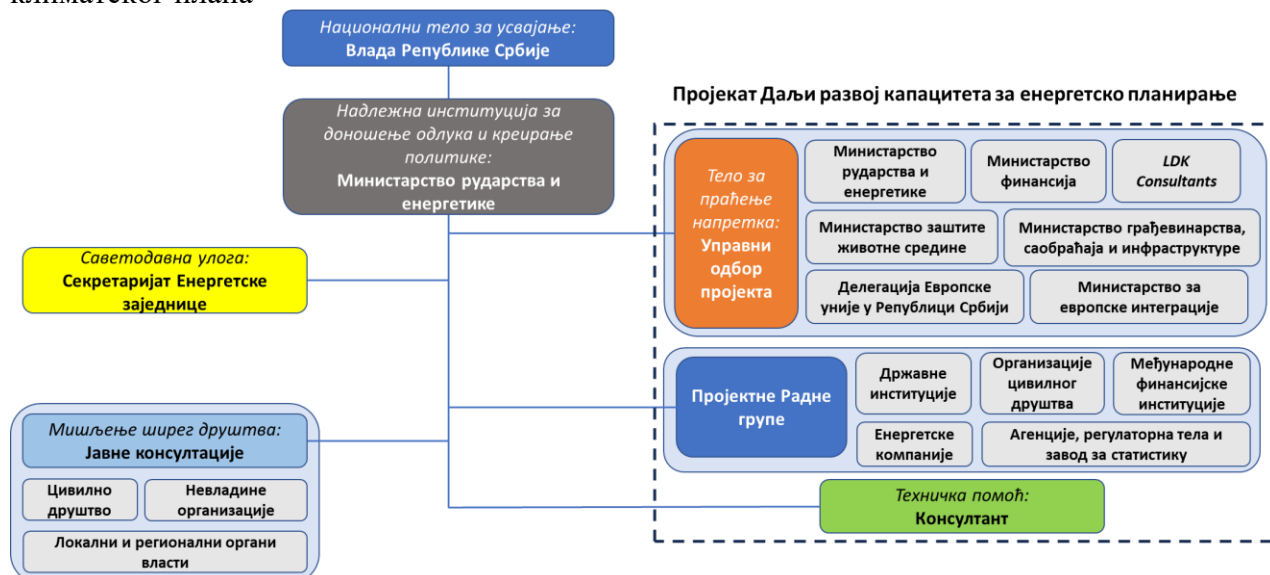 климатског плана
Национални тело за усвајање:
Влада Републике Србије
Надлежна институција за
доношење одлука и креирање
политике:
Министарство рударства и
енергетике
Саветодавна улога:
Секретаријат Енергетске
заједнице
Мишљење ширег друштва:
Јавне консултације
Цивилно
друштво
Невладине
организације
Локални и регионални органи
власти
Пројекат Даљи развој капацитета за енергетско планирање
Тело за
праћење
напретка:
Управни
одбор
пројекта
Министарство
рударства и
енергетике
Министарство
финансија
LDK
Consultants
Министарство заштите
животне средине
Министарство грађевинарства,
саобраћаја и инфраструктуре
Делегација Европске
уније у Републици Србији
Министарство за
европске интеграције
Пројектне Радне
групе
Државне
институције
Организације
цивилног
друштва
Међународне
финансијске
институције
Енергетске
компаније
Агенције, регулаторна тела и
завод за статистику
Техничка помоћ:
Консултант